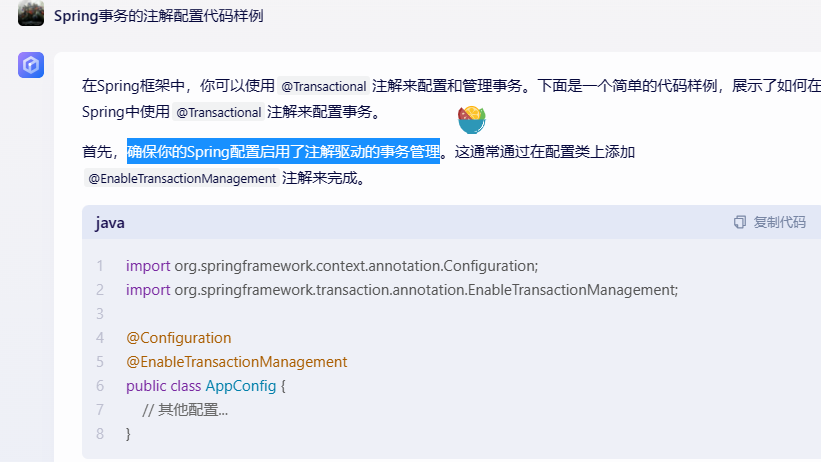 Spring事务的注解配置代码样例
在Spring框架中，你可以使用 @Transactional 注解来配置和管理事务。下面是一个简单的代码样例，展示了如何在
Spring中使用 @Transactional 注解来配置事务。
首先，确保你的Spring配置启用了注解驱动的事务管理。这通常通过在配置类上添加
@EnableTransactionManagement 注解来完成。
java 复制代码
1 import org.springframework.context.annotation.Configuration;
2 import org.springframework.transaction.annotation.EnableTransactionManagement;
3
4 @Configuration
5 @EnableTransactionManagement
6 public class AppConfig {
7 // 其他配置...
8 }